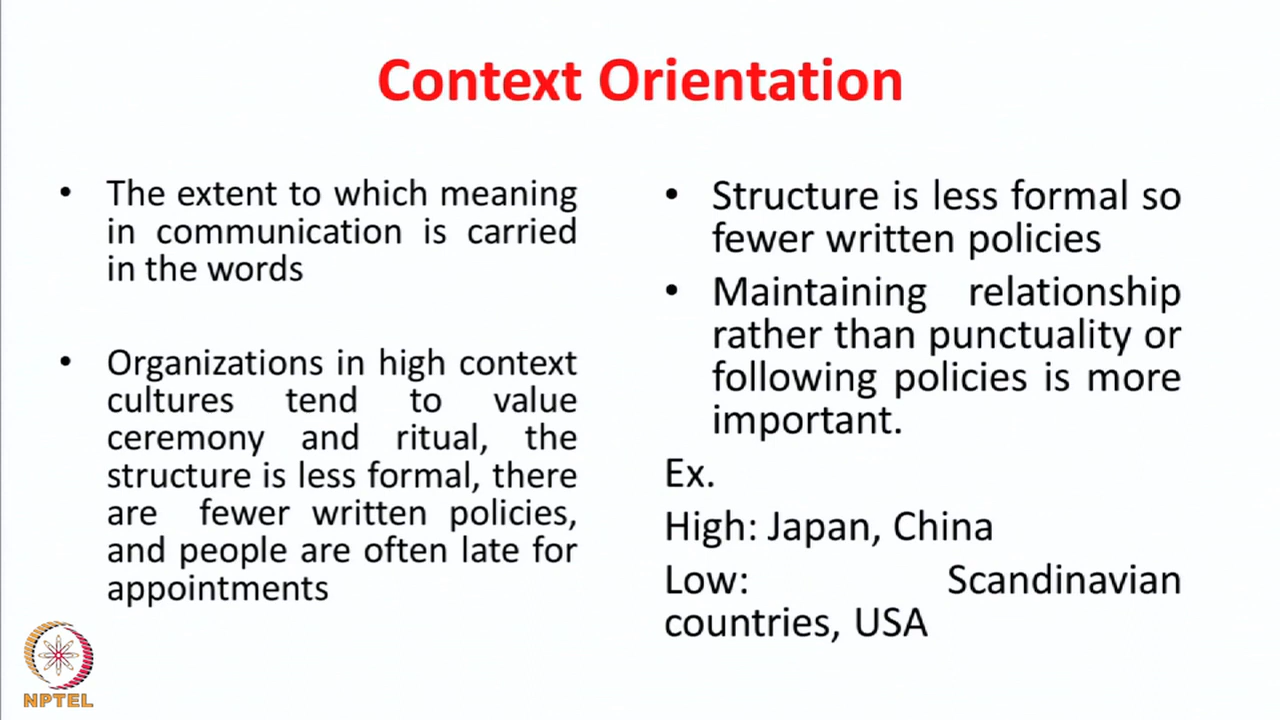 Context Orientation
• The extent to which meaning
in communication is carried
in the words
• Organizations in high context
cultures tend to value
ceremony and ritual, the
structure is less formal, there
are fewer written policies,
and people are often late for
appointments
• Structure is less formal so
fewer written policies
• Maintaining relationship
rather than punctuality or
following policies is more
important.
Ex.
High: Japan, China
Low: Scandinavian
countries, USA
NPTEL